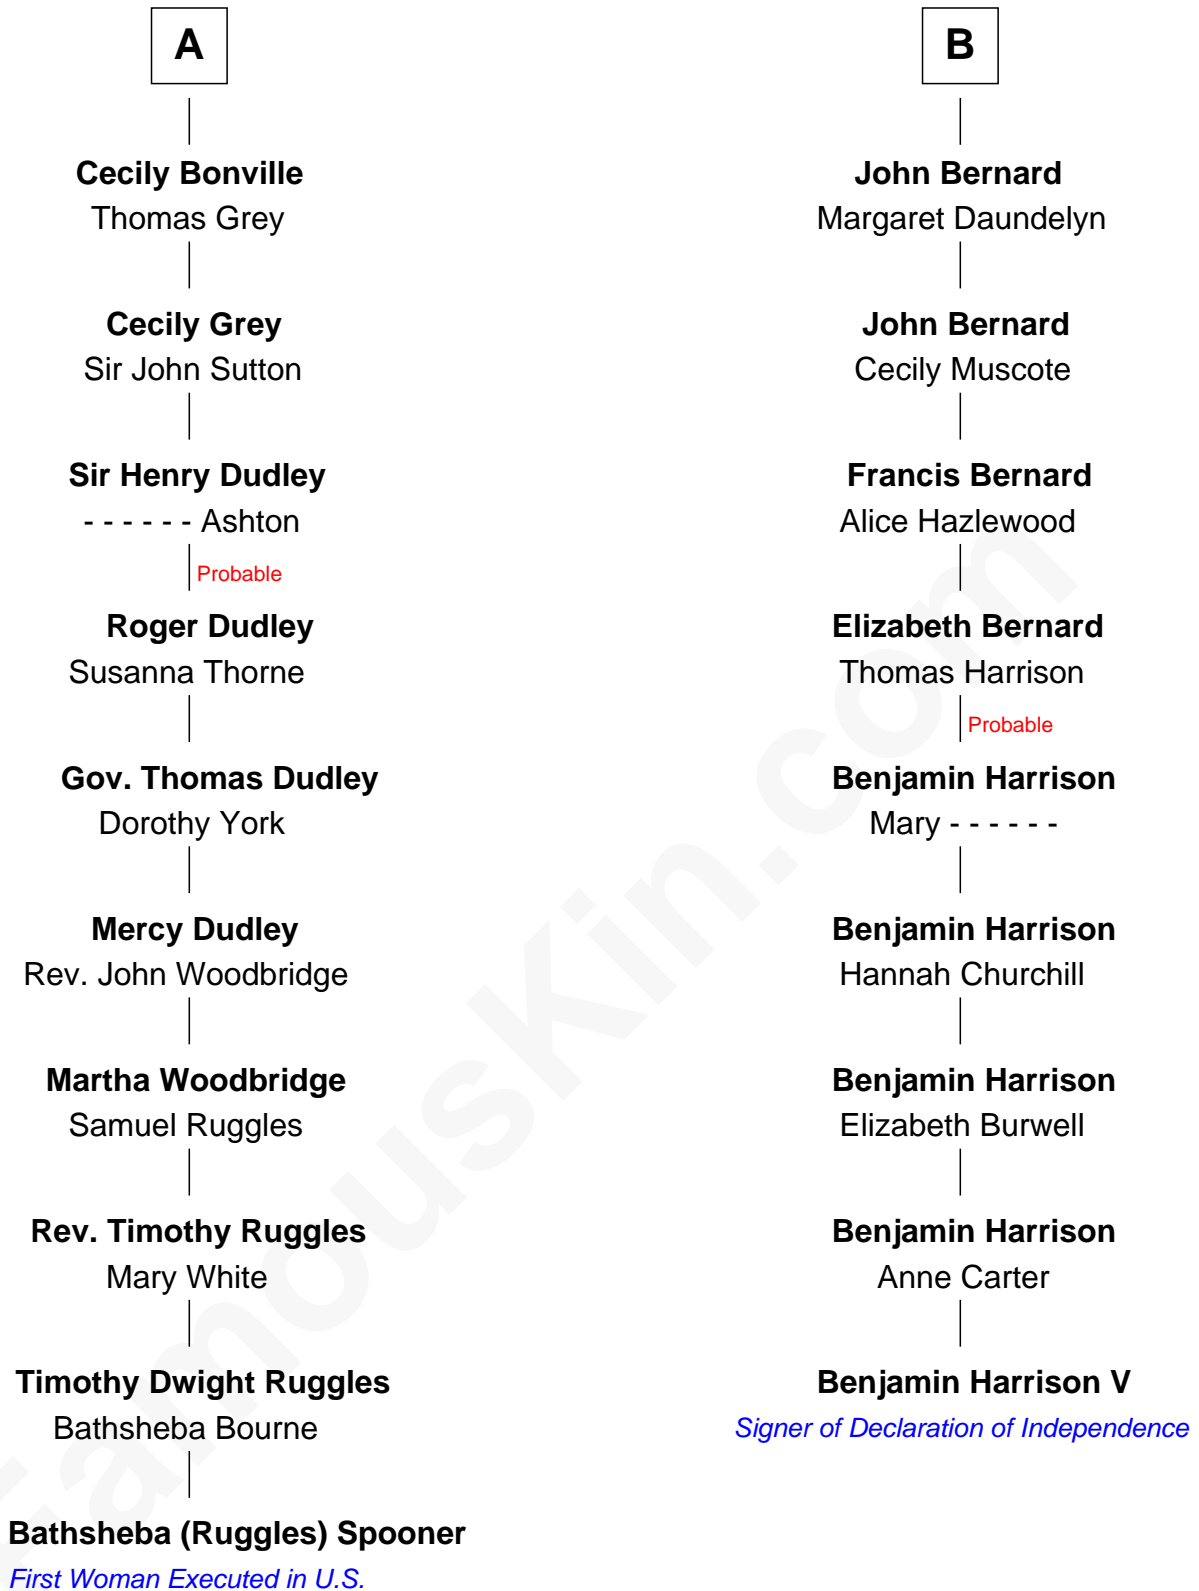 A
Cecily Bonville
Thomas Grey
Cecily Grey
Sir John Sutton
Sir Henry Dudley
- - - - - - Ashton
Probable
Roger Dudley
Susanna Thorne
Gov. Thomas Dudley
Dorothy York
Mercy Dudley
Rev. John Woodbridge
Martha Woodbridge
Samuel Ruggles
Rev. Timothy Ruggles
Mary White
Timothy Dwight Ruggles
Bathsheba Bourne
Bathsheba (Ruggles) Spooner
First Woman Executed in U.S.
B
John Bernard
Margaret Daundelyn
John Bernard
Cecily Muscote
Francis Bernard
Alice Hazlewood
Elizabeth Bernard
Thomas Harrison
Probable
Benjamin Harrison
Mary - - - - - -
Benjamin Harrison
Hannah Churchill
Benjamin Harrison
Elizabeth Burwell
Benjamin Harrison
Anne Carter
Benjamin Harrison V
Signer of Declaration of Independence
FamousKin.com